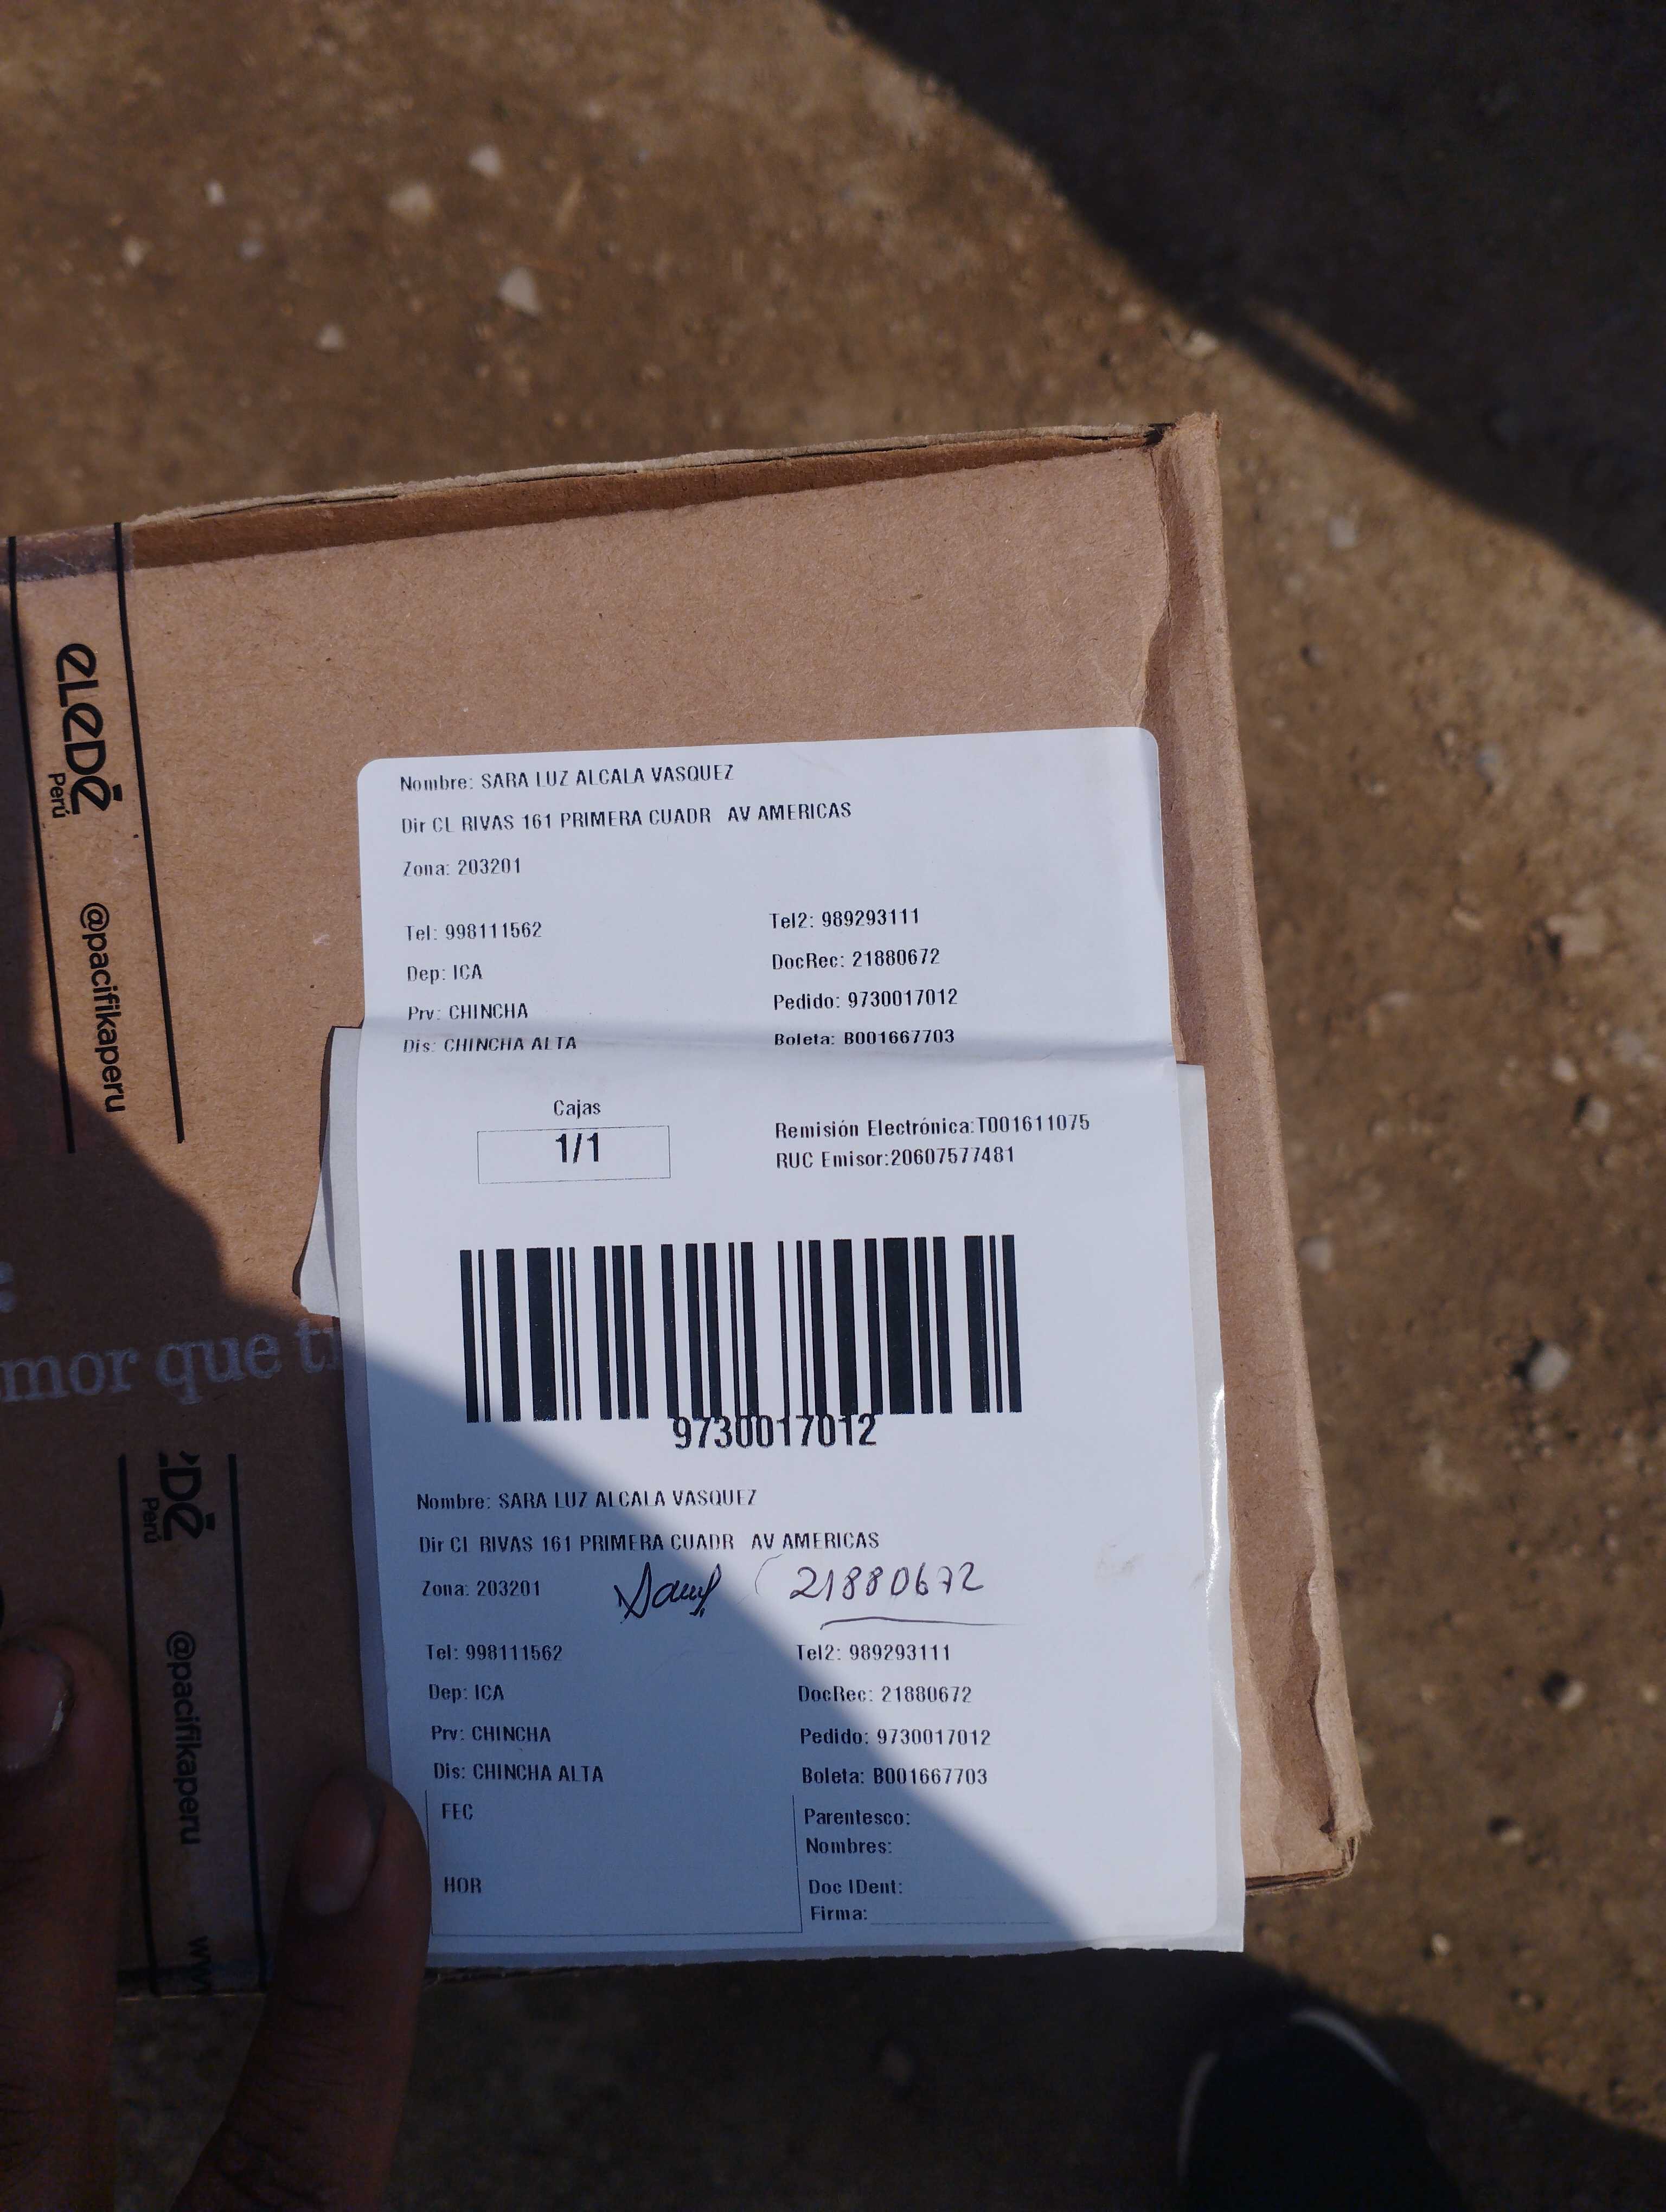 eLeDé
Perú
@pacifikaperu
Nombre: SARA LUZ ALCALA VASQUEZ
Dir CL RIVAS 161 PRIMERA CUADR AV AMERICAS
Zona: 203201
Tel: 998111562 Tel2: 989293111
Dep: ICA DocRec: 21880672
Prv: CHINCHA Pedido: 9730017012
Dis: CHINCHA ALTA Boleta: B001667703
Cajas
1/1
Remisión Electrónica:T001611075
RUC Emisor:20607577481
9730017012
mor que
Dé
Perú
@pacifikaperu
Nombre: SARA LUZ ALCALA VASQUEZ
Dir CL RIVAS 161 PRIMERA CUADR AV AMERICAS
Zona: 203201 21880672
Tel: 998111562 Tel2: 989293111
Dep: ICA DocRec: 21880672
Prv: CHINCHA Pedido: 9730017012
Dis: CHINCHA ALTA Boleta: B001667703
FEC
HOR
Parentesco:
Nombres:
Doc IDent:
Firma: